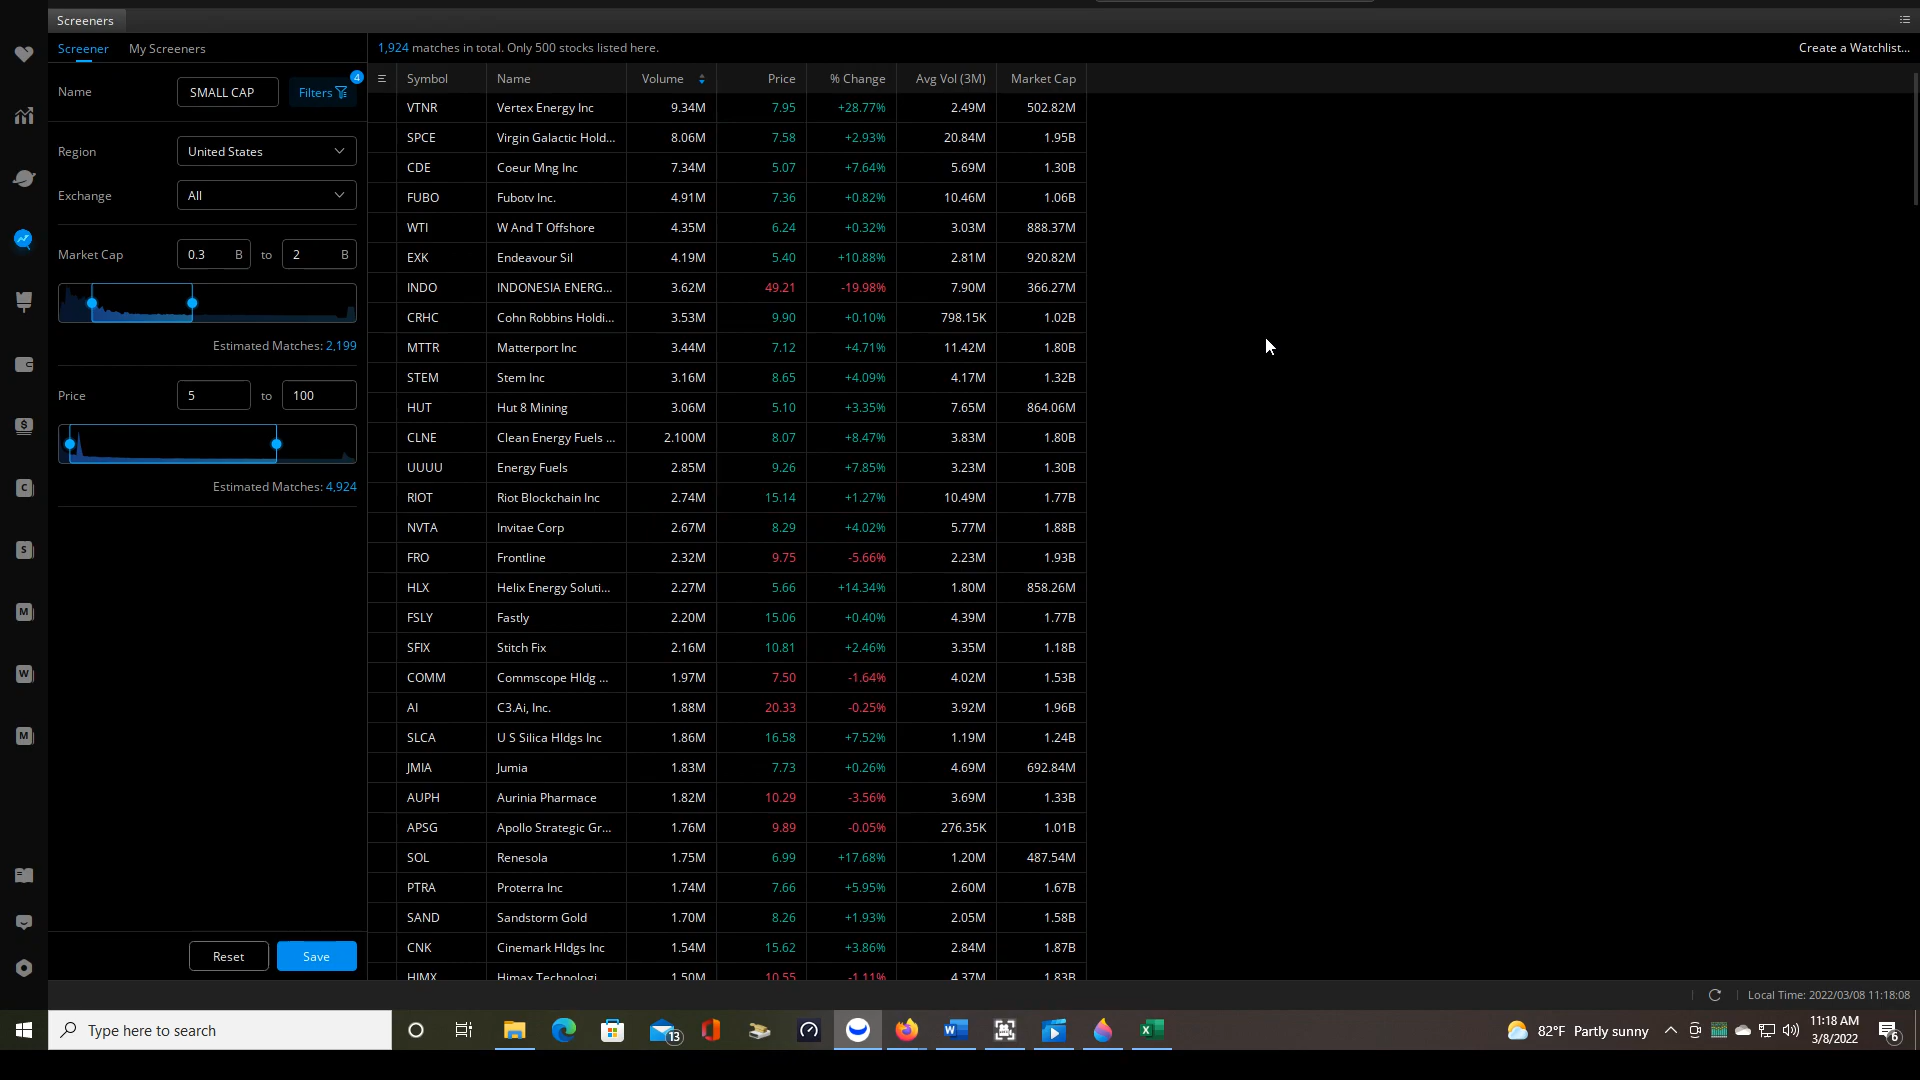 Screeners
Screener My Screeners
1,924 matches in total. Only 500 stocks listed here. Create a Watchlist...
Name SMALL CAP Filters 4
Region United States
Exchange All
Market Cap 0.3 B to 2 B
Estimated Matches: 2,199
Price 5 to 100
Estimated Matches: 4,924
Reset Save
Symbol Name Volume Price % Change Avg Vol (3M) Market Cap
VTNR Vertex Energy Inc 9.34M 7.95 +28.77% 2.49M 502.82M
SPCE Virgin Galactic Hold... 8.06M 7.58 +2.93% 20.84M 1.95B
CDE Coeur Mng Inc 7.34M 5.07 +7.64% 5.69M 1.30B
FUBO Fubotv Inc. 4.91M 7.36 +0.82% 10.46M 1.06B
WTI W And T Offshore 4.35M 6.24 +0.32% 3.03M 888.37M
EXK Endeavour Sil 4.19M 5.40 +10.88% 2.81M 920.82M
INDO INDONESIA ENERG... 3.62M 49.21 -19.98% 7.90M 366.27M
CRHC Cohn Robbins Holdi... 3.53M 9.90 +0.10% 798.15K 1.02B
MTTR Matterport Inc 3.44M 7.12 +4.71% 11.42M 1.80B
STEM Stem Inc 3.16M 8.65 +4.09% 4.17M 1.32B
HUT Hut 8 Mining 3.06M 5.10 +3.35% 7.65M 864.06M
CLNE Clean Energy Fuels ... 2.100M 8.07 +8.47% 3.83M 1.80B
UUUU Energy Fuels 2.85M 9.26 +7.85% 3.23M 1.30B
RIOT Riot Blockchain Inc 2.74M 15.14 +1.27% 10.49M 1.77B
NVTA Invitae Corp 2.67M 8.29 +4.02% 5.77M 1.88B
FRO Frontline 2.32M 9.75 -5.66% 2.23M 1.93B
HLX Helix Energy Soluti... 2.27M 5.66 +14.34% 1.80M 858.26M
FSLY Fastly 2.20M 15.06 +0.40% 4.39M 1.77B
SFIX Stitch Fix 2.16M 10.81 +2.46% 3.35M 1.18B
COMM Commscope Hldg ... 1.97M 7.50 -1.64% 4.02M 1.53B
AI C3.Ai, Inc. 1.88M 20.33 -0.25% 3.92M 1.96B
SLCA U S Silica Hldgs Inc 1.86M 16.58 +7.52% 1.19M 1.24B
JMIA Jumia 1.83M 7.73 +0.26% 4.69M 692.84M
AUPH Aurinia Pharmace 1.82M 10.29 -3.56% 3.69M 1.33B
APSG Apollo Strategic Gr... 1.76M 9.89 -0.05% 276.35K 1.01B
SOL Renesola 1.75M 6.99 +17.68% 1.20M 487.54M
PTRA Proterra Inc 1.74M 7.66 +5.95% 2.60M 1.67B
SAND Sandstorm Gold 1.70M 8.26 +1.93% 2.05M 1.58B
CNK Cinemark Hldgs Inc 1.54M 15.62 +3.86% 2.84M 1.87B
HIMX Himax Technologi... 1.50M 10.55 -1.11% 4.37M 1.83B
C
S
M
W
M
Local Time: 2022/03/08 11:18:08
Type here to search 13 82°F Partly sunny 11:18 AM
3/8/2022 6